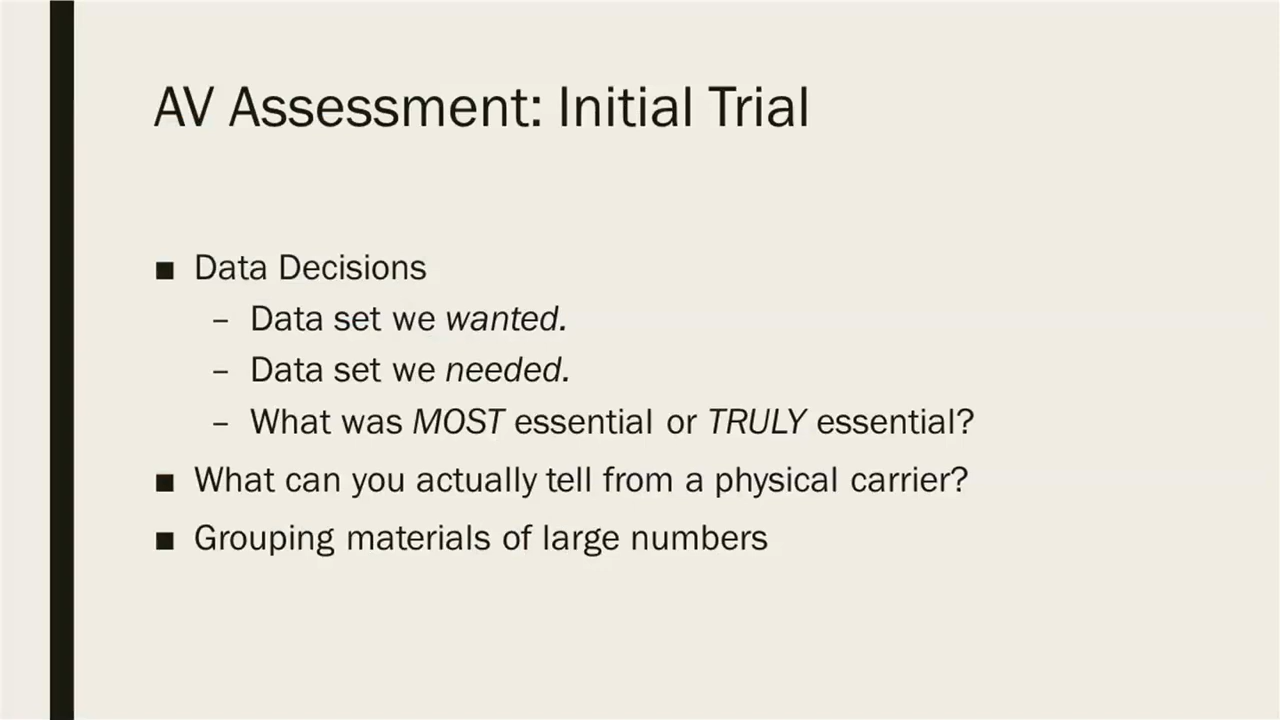 AV Assessment: Initial Trial
■ Data Decisions
– Data set we wanted.
– Data set we needed.
– What was MOST essential or TRULY essential?
■ What can you actually tell from a physical carrier?
■ Grouping materials of large numbers